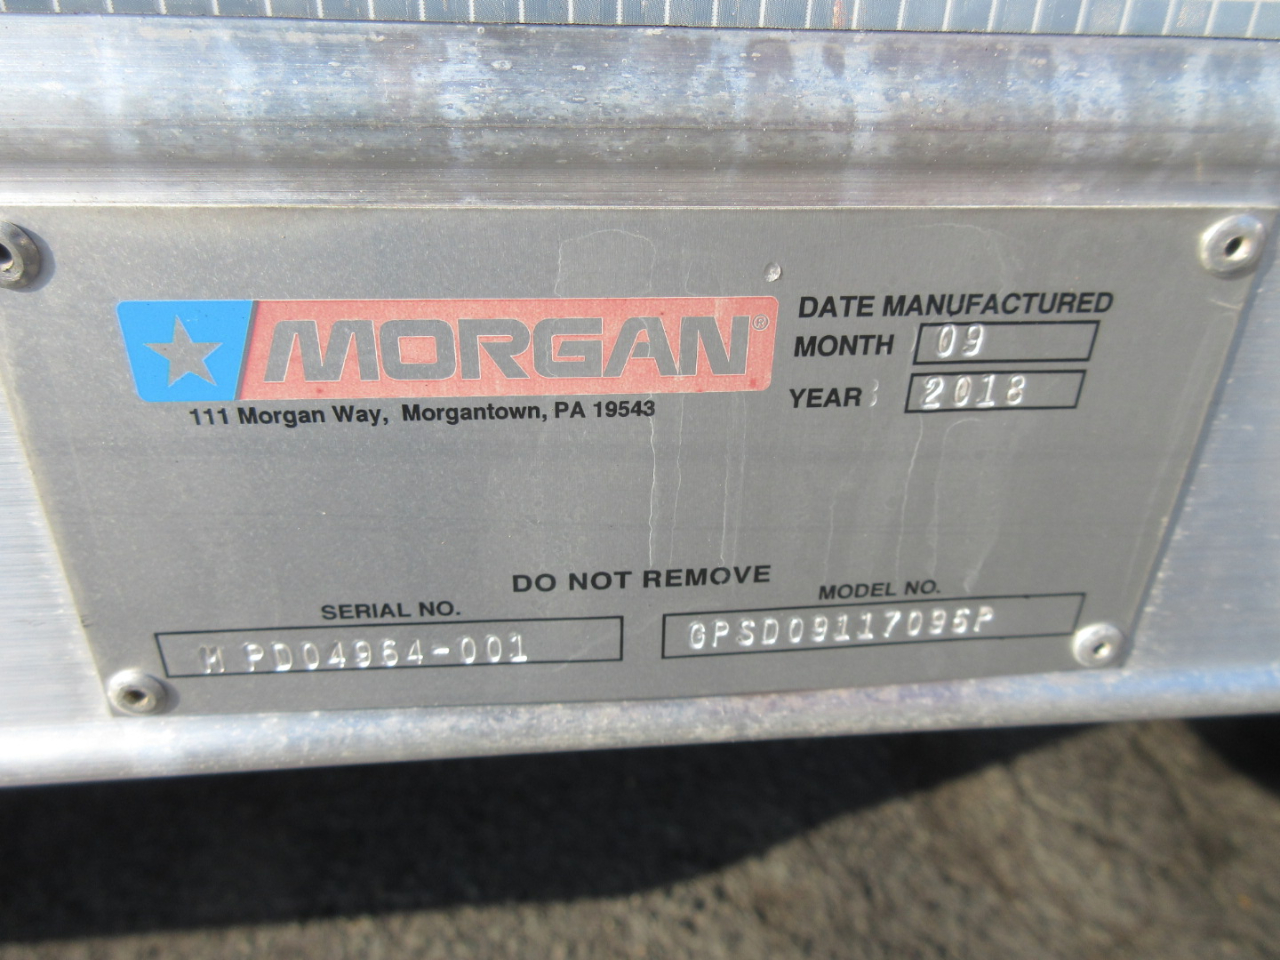 MORGAN®
111 Morgan Way, Morgantown, PA 19543
DATE MANUFACTURED
MONTH 09
YEAR 2018
DO NOT REMOVE
SERIAL NO.
M PD04964-001
MODEL NO.
GPSD09117096P